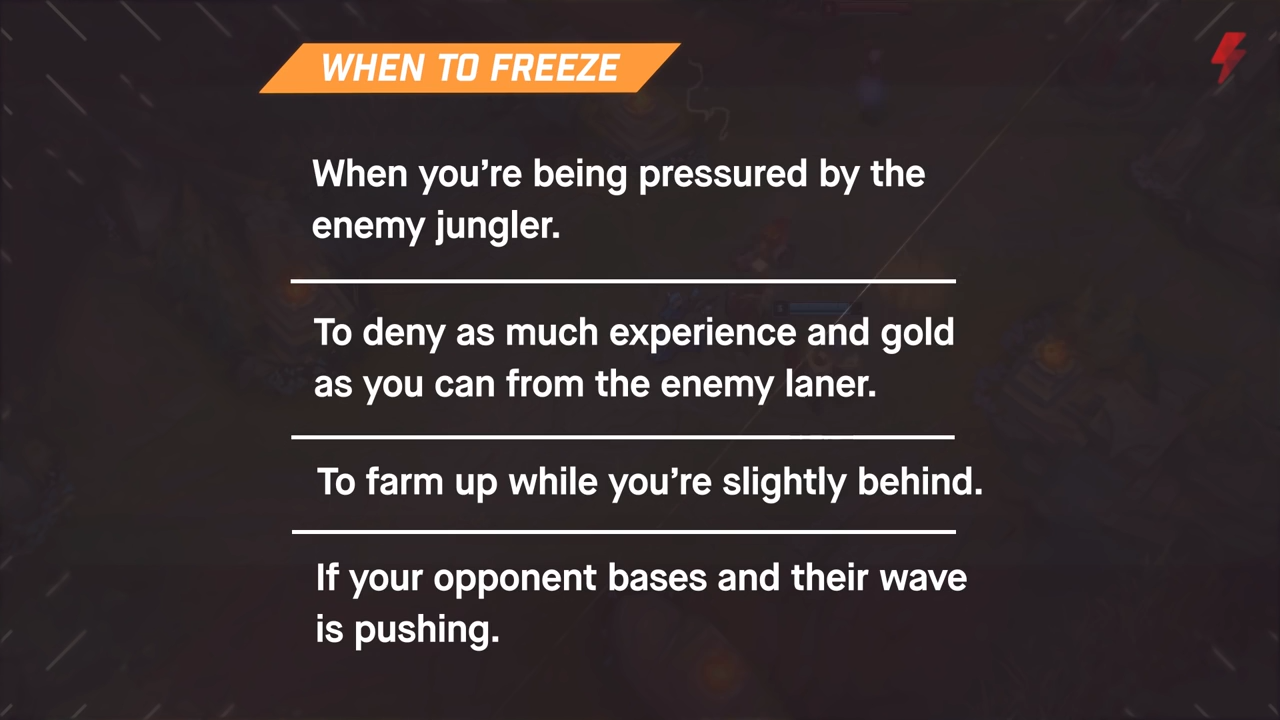 WHEN TO FREEZE
When you’re being pressured by the
enemy jungler.
To deny as much experience and gold
as you can from the enemy laner.
To farm up while you’re slightly behind.
If your opponent bases and their wave
is pushing.